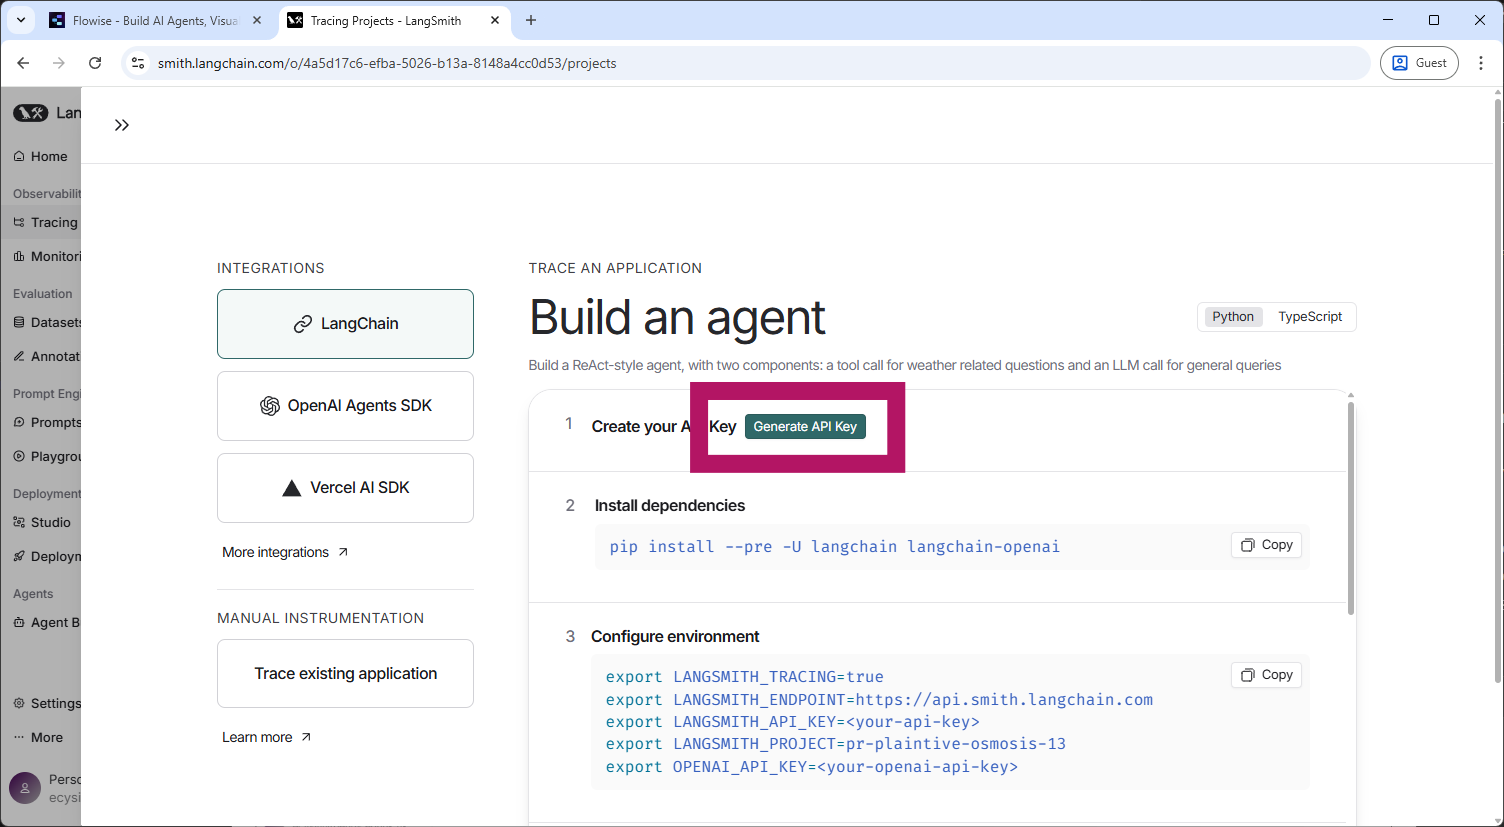 Flowise - Build AI Agents, Visual
Tracing Projects - LangSmith
smith.langchain.com/o/4a5d17c6-efba-5026-b13a-8148a4cc0d53/projects
Guest
Lan
Home
Observabilit
Tracing
Monitori
Evaluation
Datasets
Annotat
Prompt Engi
Prompts
Playgrou
Deployment
Studio
Deploym
Agents
Agent B
Settings
More
Perso
ecysi
INTEGRATIONS
LangChain
OpenAI Agents SDK
Vercel AI SDK
More integrations
MANUAL INSTRUMENTATION
Trace existing application
Learn more
TRACE AN APPLICATION
Build an agent
Python TypeScript
Build a ReAct-style agent, with two components: a tool call for weather related questions and an LLM call for general queries
1 Create your A Key Generate API Key
2 Install dependencies
pip install --pre -U langchain langchain-openai
Copy
3 Configure environment
export LANGSMITH_TRACING=true
export LANGSMITH_ENDPOINT=https://api.smith.langchain.com
export LANGSMITH_API_KEY=<your-api-key>
export LANGSMITH_PROJECT=pr-plaintive-osmosis-13
export OPENAI_API_KEY=<your-openai-api-key>
Copy